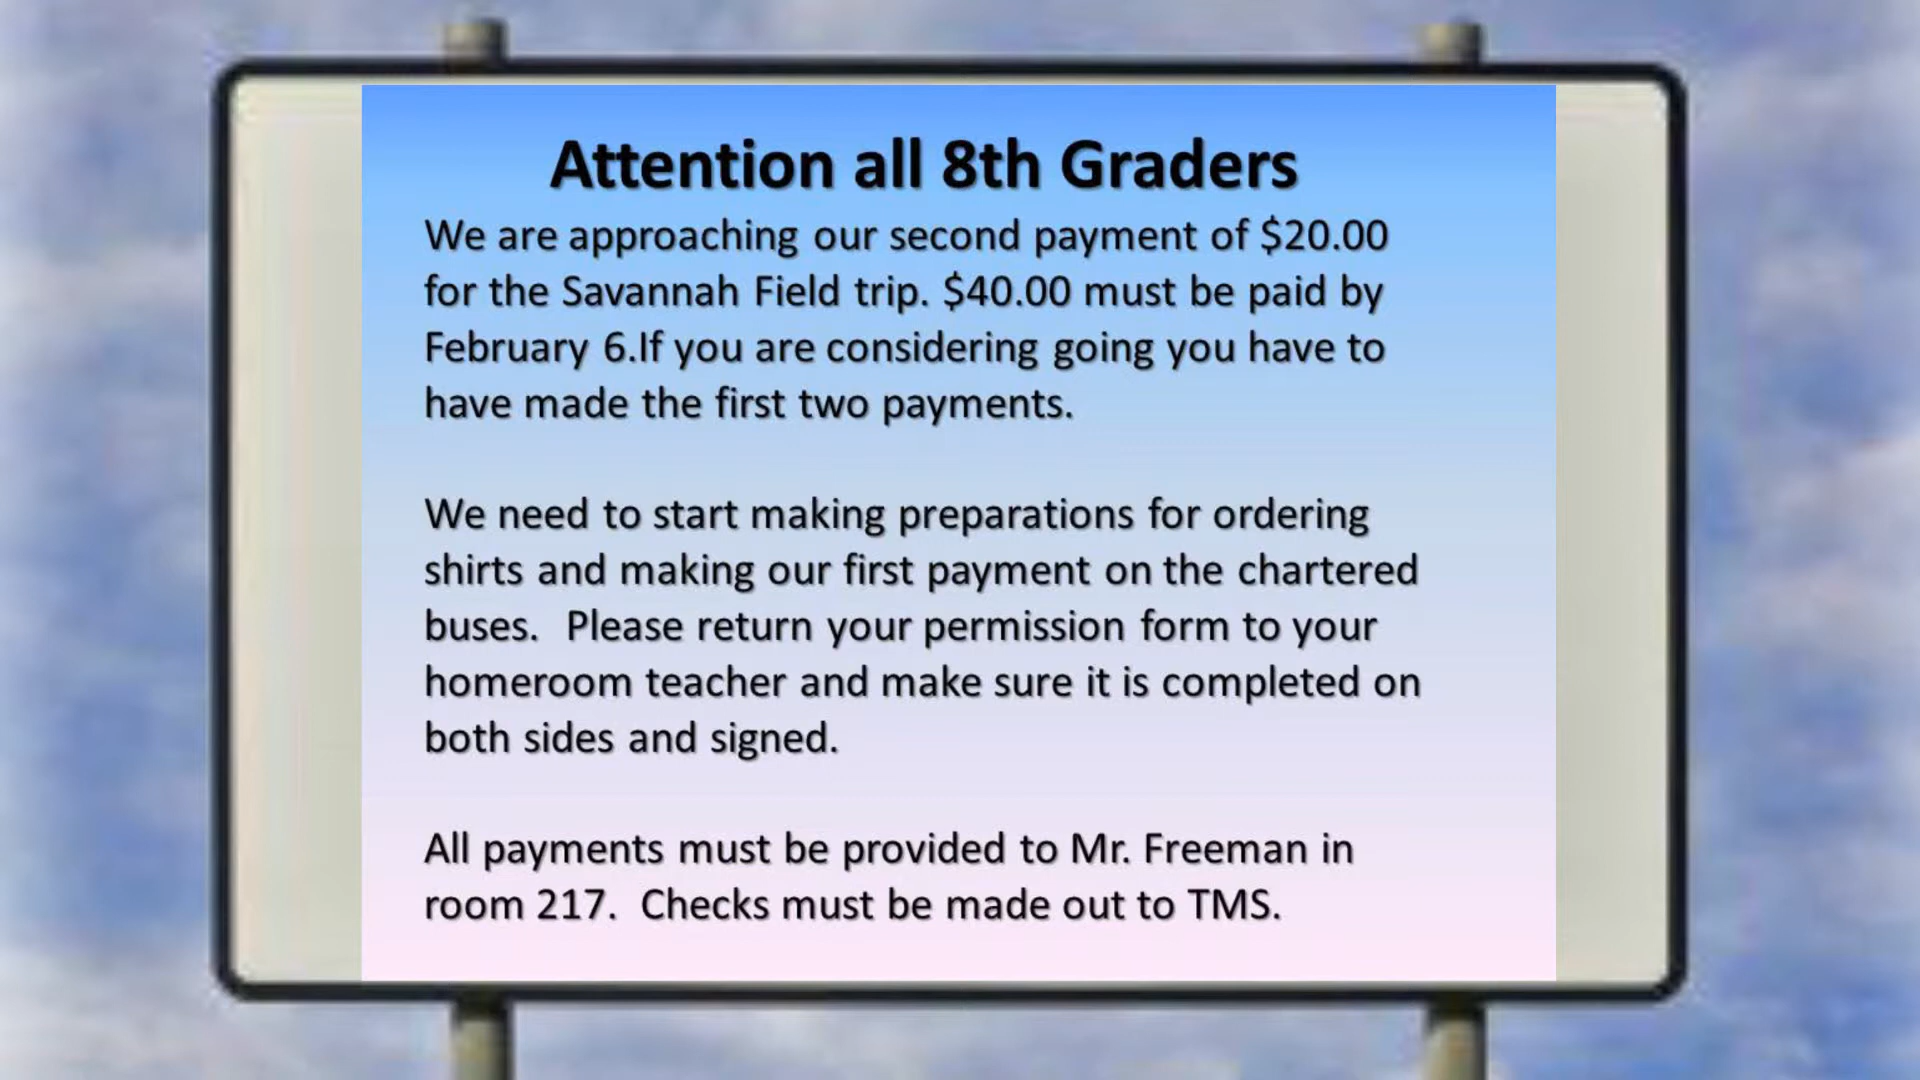 Attention all 8th Graders
We are approaching our second payment of $20.00
for the Savannah Field trip. $40.00 must be paid by
February 6.If you are considering going you have to
have made the first two payments.
We need to start making preparations for ordering
shirts and making our first payment on the chartered
buses.  Please return your permission form to your
homeroom teacher and make sure it is completed on
both sides and signed.
All payments must be provided to Mr. Freeman in
room 217.  Checks must be made out to TMS.